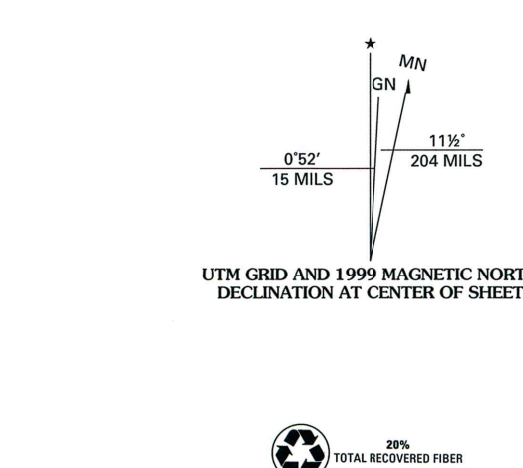 ★
MN
GN
11½°
204 MILS
0°52'
15 MILS
UTM GRID AND 1999 MAGNETIC NORT
DECLINATION AT CENTER OF SHEET
20%
TOTAL RECOVERED FIBER